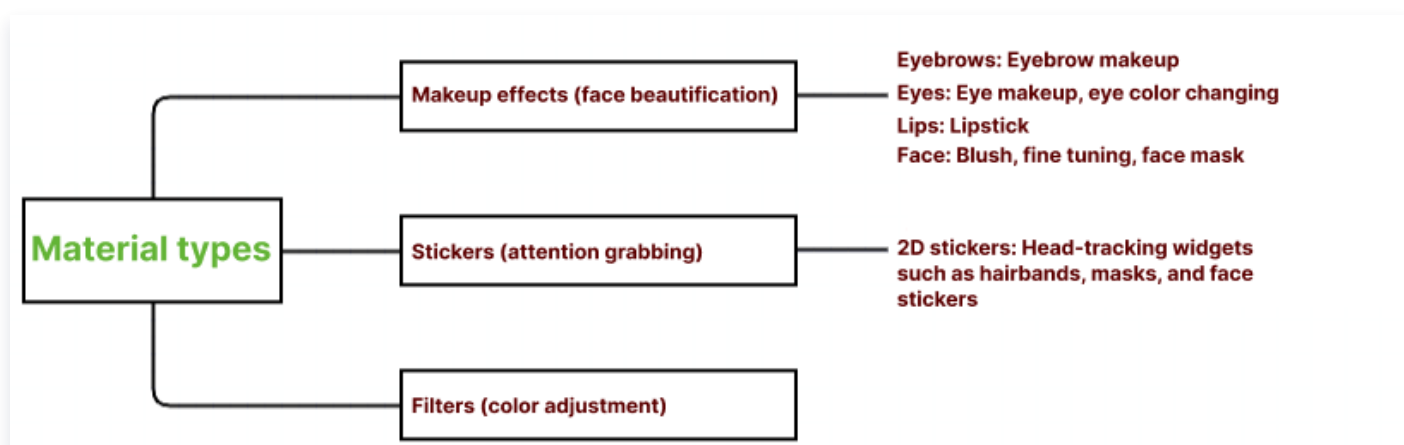 Material types
Makeup effects (face beautification)
Eyebrows: Eyebrow makeup
Eyes: Eye makeup, eye color changing
Lips: Lipstick
Face: Blush, fine tuning, face mask
Stickers (attention grabbing)
2D stickers: Head-tracking widgets
such as hairbands, masks, and face
stickers
Filters (color adjustment)